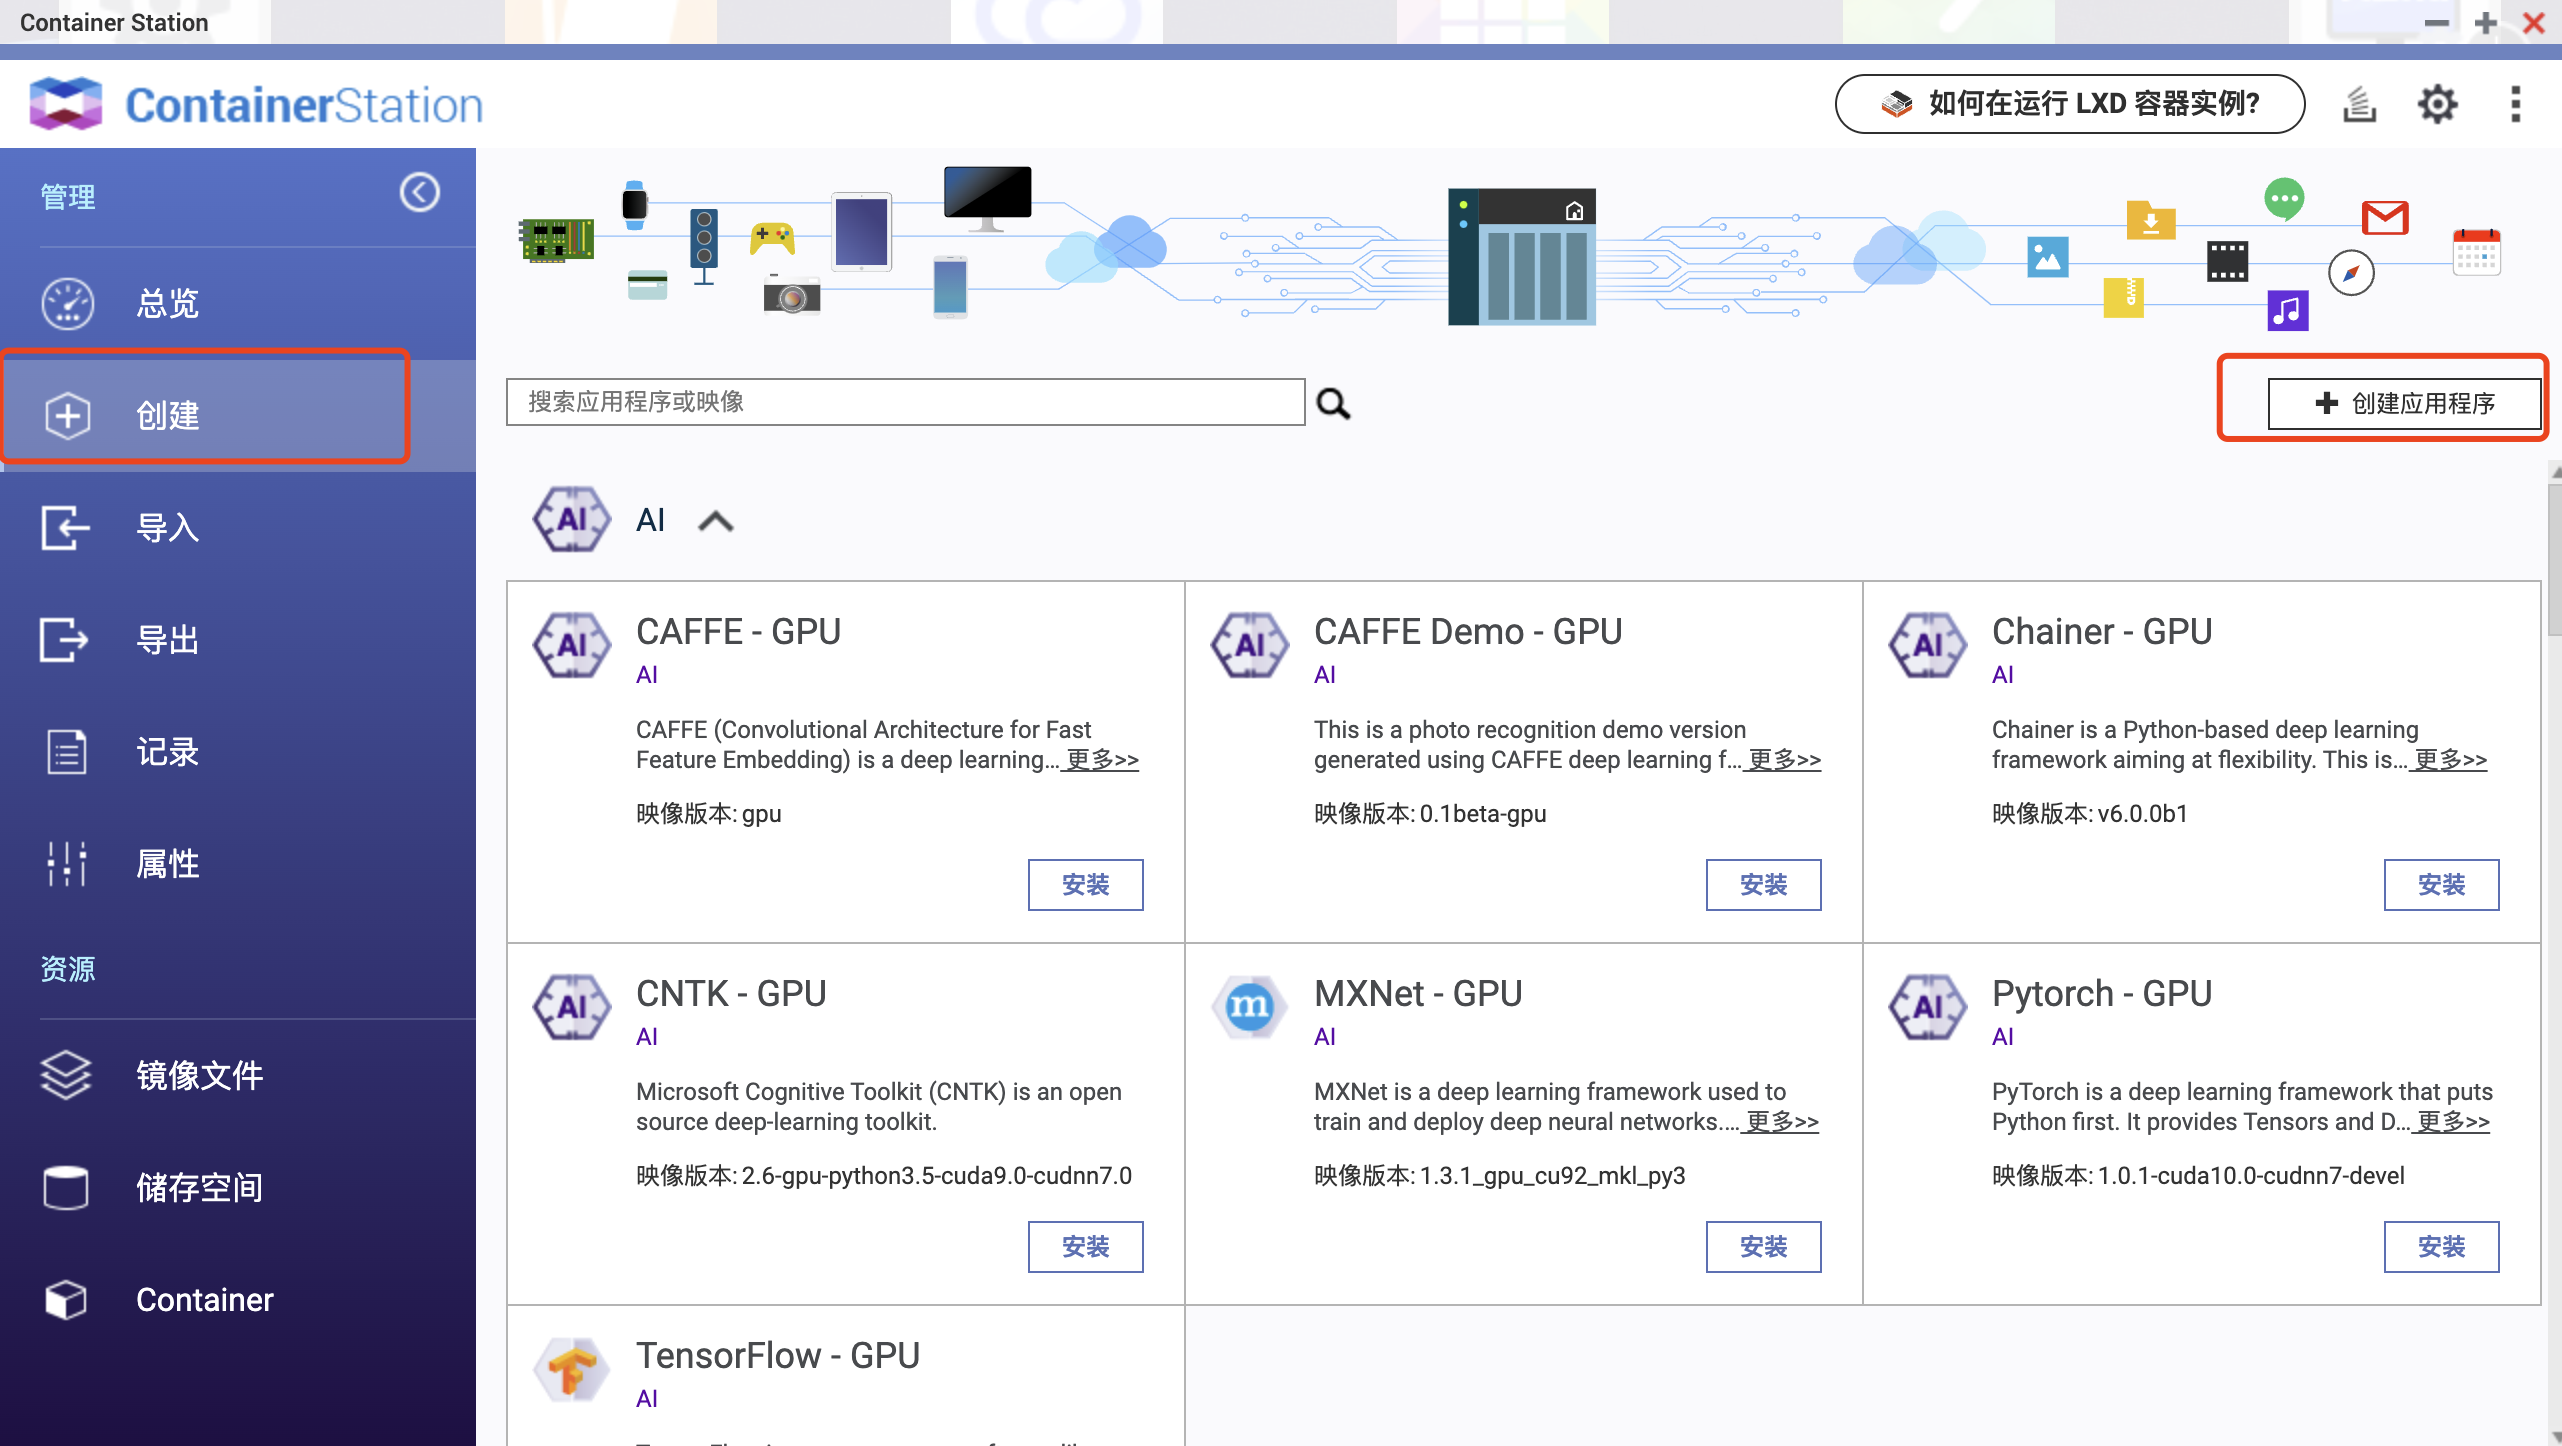 Container Station
ContainerStation
如何在运行 LXD 容器实例?
管理
总览
创建
导入
导出
记录
属性
资源
镜像文件
储存空间
Container
搜索应用程序或映像
创建应用程序
AI
AI
CAFFE - GPU
AI
CAFFE (Convolutional Architecture for Fast
Feature Embedding) is a deep learning... 更多>>
映像版本: gpu
安装
AI
CAFFE Demo - GPU
AI
This is a photo recognition demo version
generated using CAFFE deep learning f... 更多>>
映像版本: 0.1beta-gpu
安装
AI
Chainer - GPU
AI
Chainer is a Python-based deep learning
framework aiming at flexibility. This is... 更多>>
映像版本: v6.0.0b1
安装
AI
CNTK - GPU
AI
Microsoft Cognitive Toolkit (CNTK) is an open
source deep-learning toolkit.
映像版本: 2.6-gpu-python3.5-cuda9.0-cudnn7.0
安装
m
MXNet - GPU
AI
MXNet is a deep learning framework used to
train and deploy deep neural networks.... 更多>>
映像版本: 1.3.1_gpu_cu92_mkl_py3
安装
AI
Pytorch - GPU
AI
PyTorch is a deep learning framework that puts
Python first. It provides Tensors and D... 更多>>
映像版本: 1.0.1-cuda10.0-cudnn7-devel
安装
TensorFlow - GPU
AI